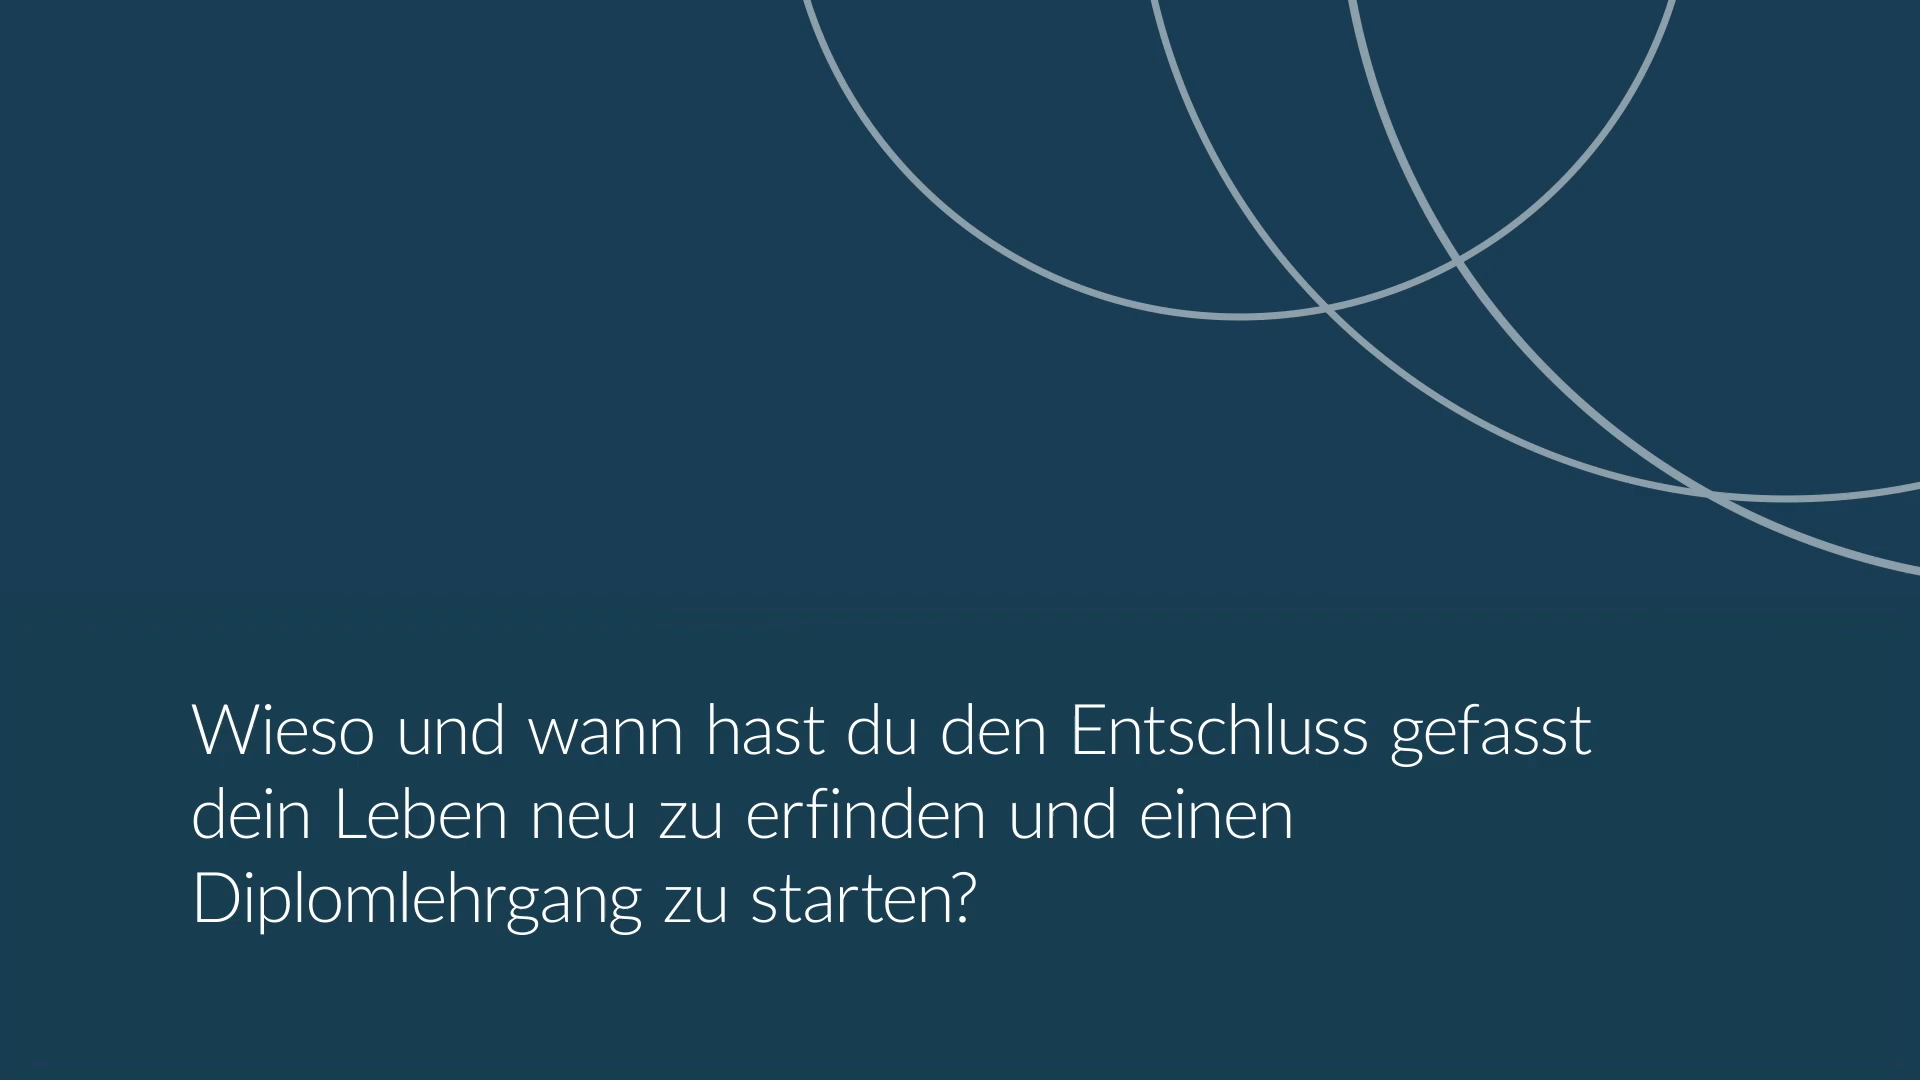 Wieso und wann hast du den Entschluss gefasst
dein Leben neu zu erfinden und einen
Diplomlehrgang zu starten?